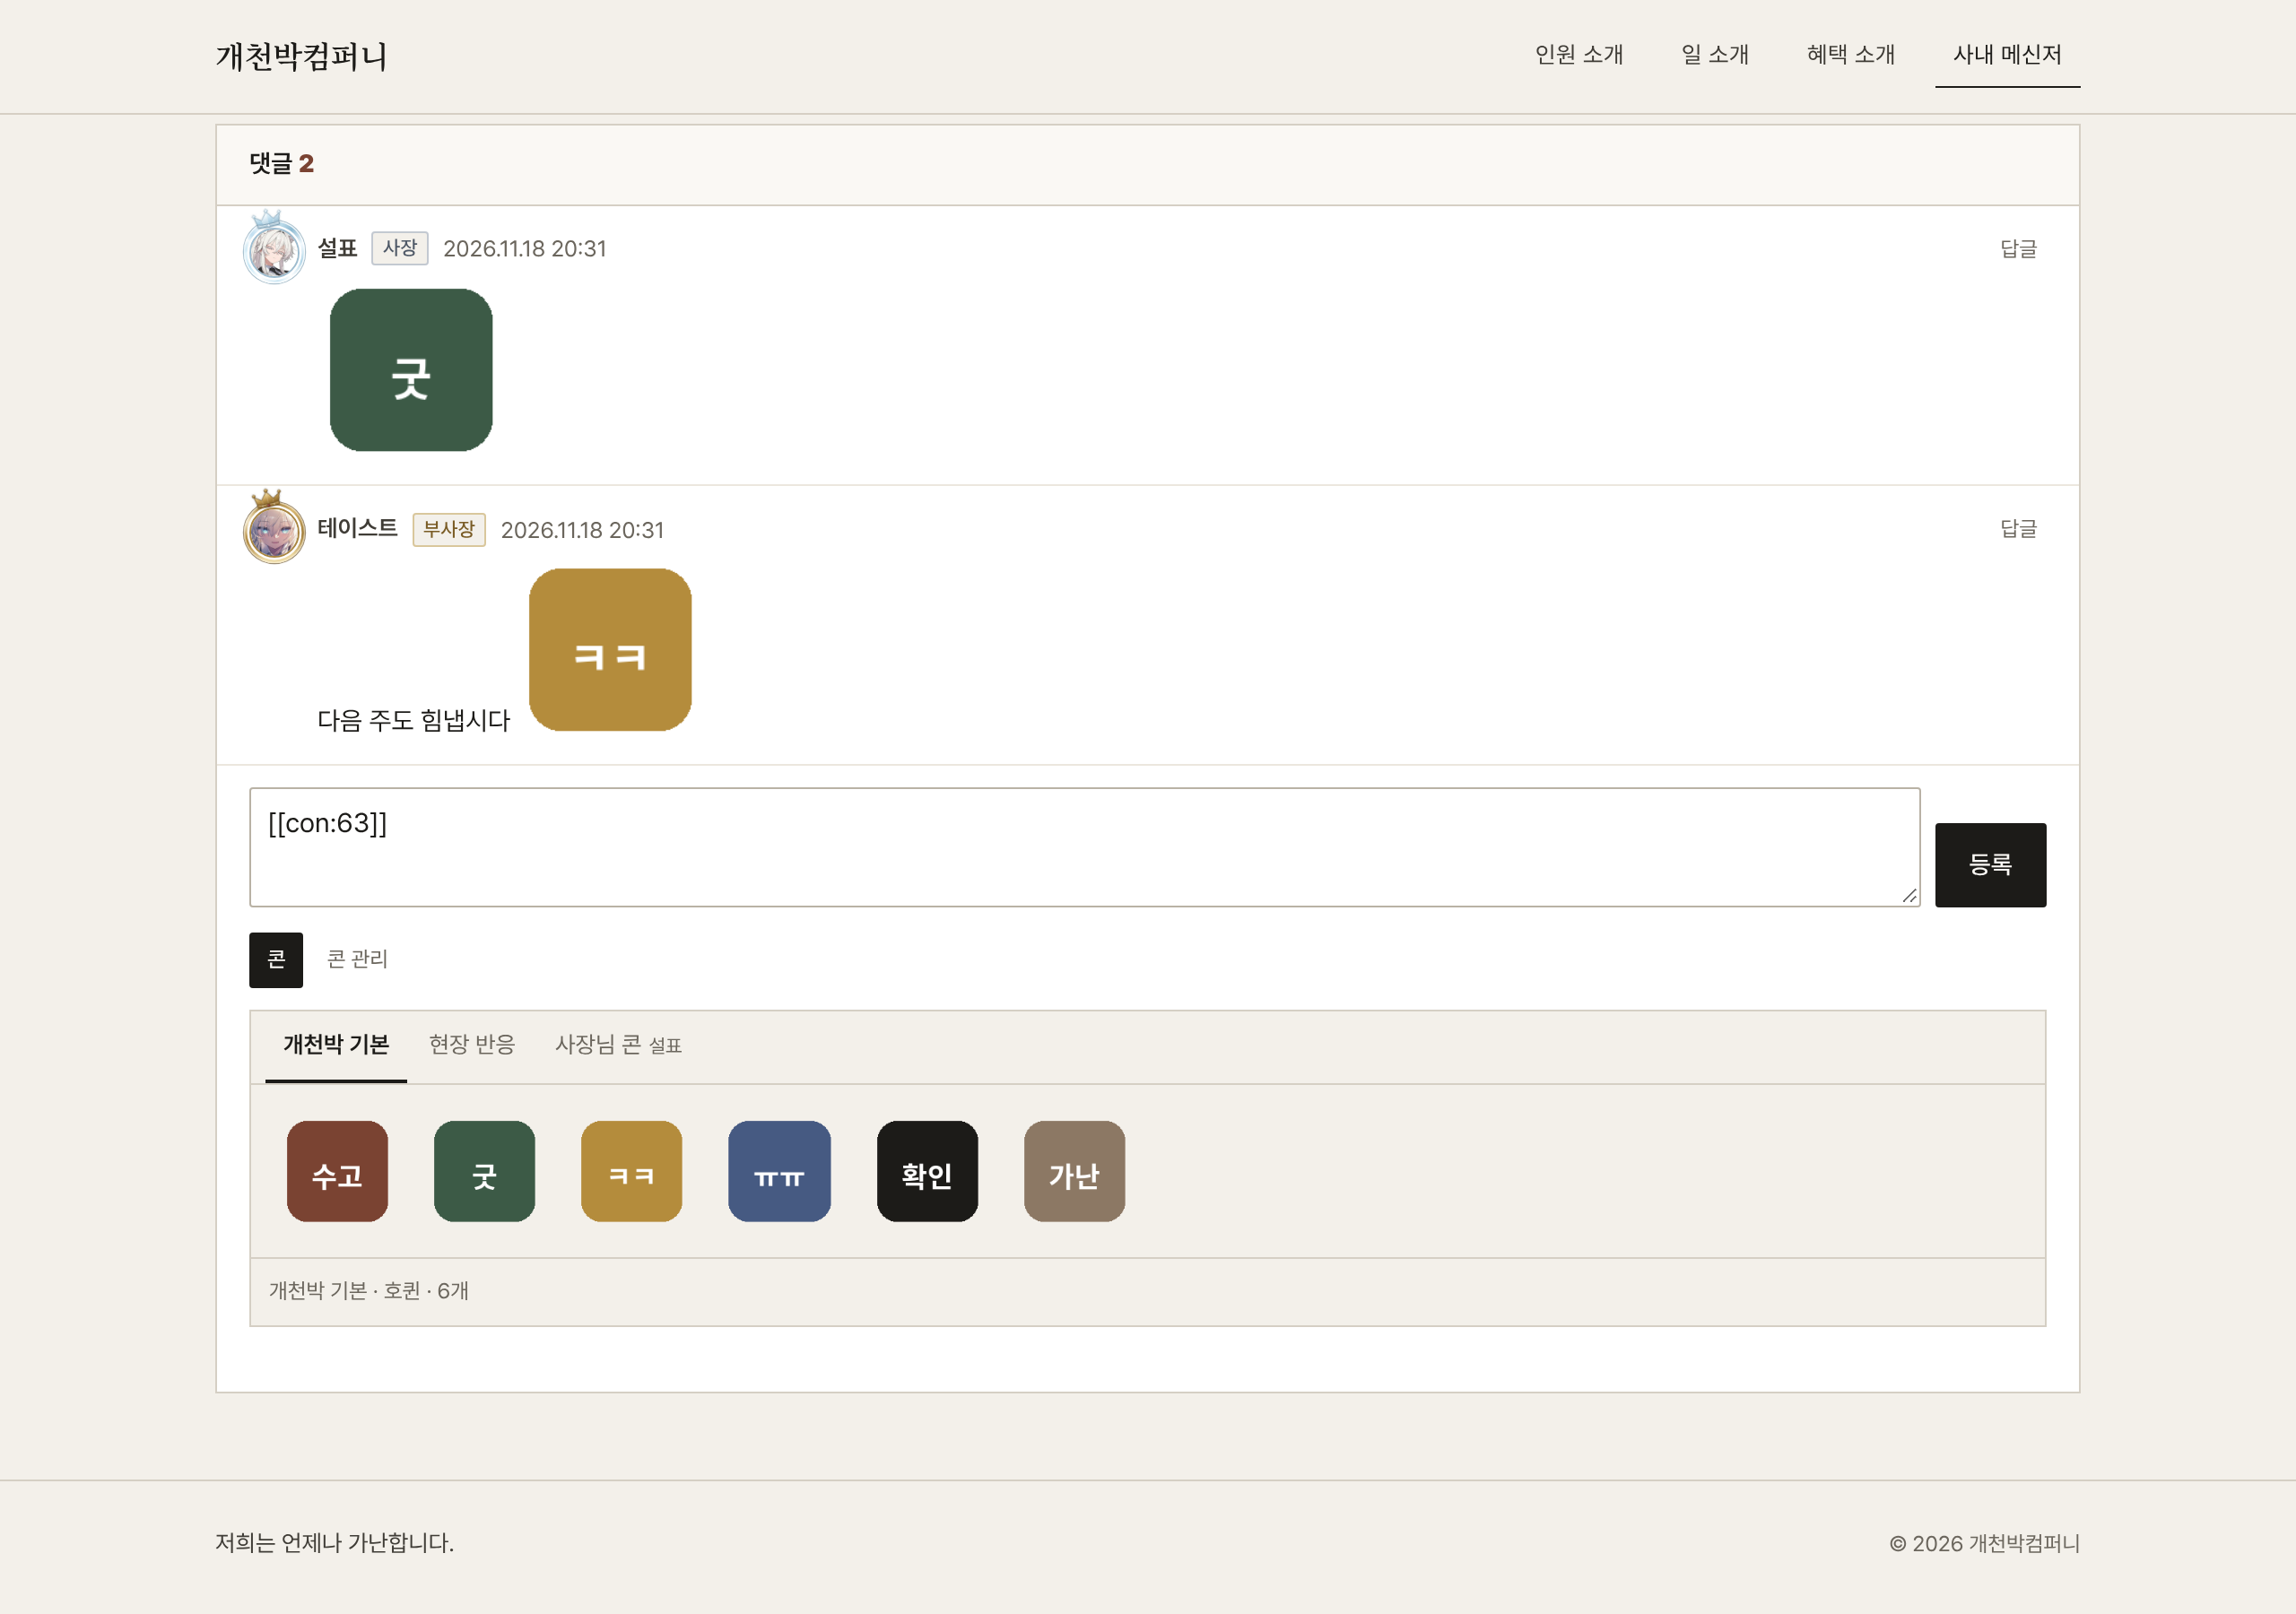 개천박컴퍼니
인원 소개 일 소개 혜택 소개 사내 메신저
댓글 2
설표 사장 2026.11.18 20:31 답글
굿
테이스트 부사장 2026.11.18 20:31 답글
ㅋㅋ
다음 주도 힘냅시다
[[con:63]]
등록
콘 콘 관리
개천박 기본 현장 반응 사장님 콘 설표
수고 굿 ㅋㅋ ㅠㅠ 확인 가난
개천박 기본 · 호퀸 · 6개
저희는 언제나 가난합니다. © 2026 개천박컴퍼니